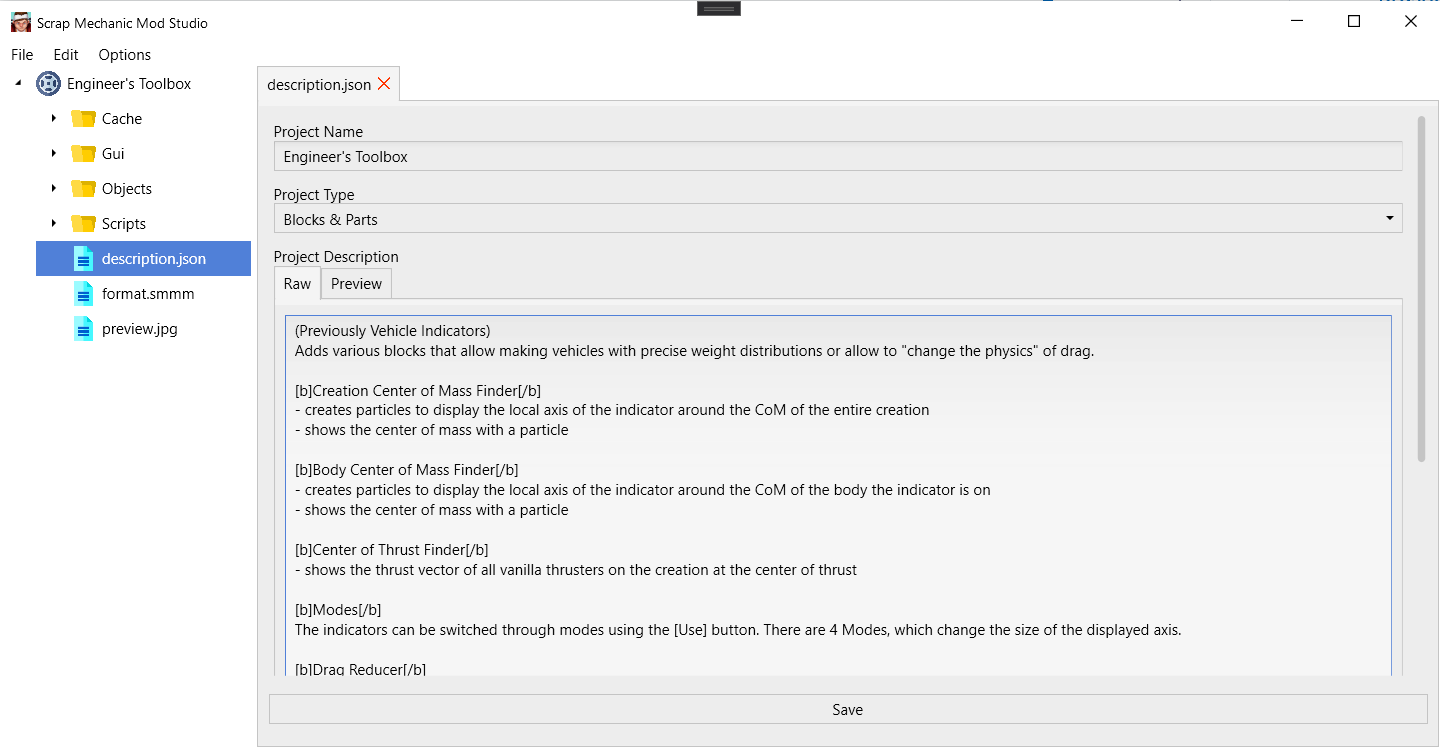 Scrap Mechanic Mod Studio
File Edit Options
Engineer's Toolbox
Cache
Gui
Objects
Scripts
description.json
format.smmm
preview.jpg
description.json
Project Name
Engineer's Toolbox
Project Type
Blocks & Parts
Project Description
Raw Preview
(Previously Vehicle Indicators)
Adds various blocks that allow making vehicles with precise weight distributions or allow to "change the physics" of drag.
[b]Creation Center of Mass Finder[/b]
- creates particles to display the local axis of the indicator around the CoM of the entire creation
- shows the center of mass with a particle
[b]Body Center of Mass Finder[/b]
- creates particles to display the local axis of the indicator around the CoM of the body the indicator is on
- shows the center of mass with a particle
[b]Center of Thrust Finder[/b]
- shows the thrust vector of all vanilla thrusters on the creation at the center of thrust
[b]Modes[/b]
The indicators can be switched through modes using the [Use] button. There are 4 Modes, which change the size of the displayed axis.
[b]Drag Reducer[/b]
Save